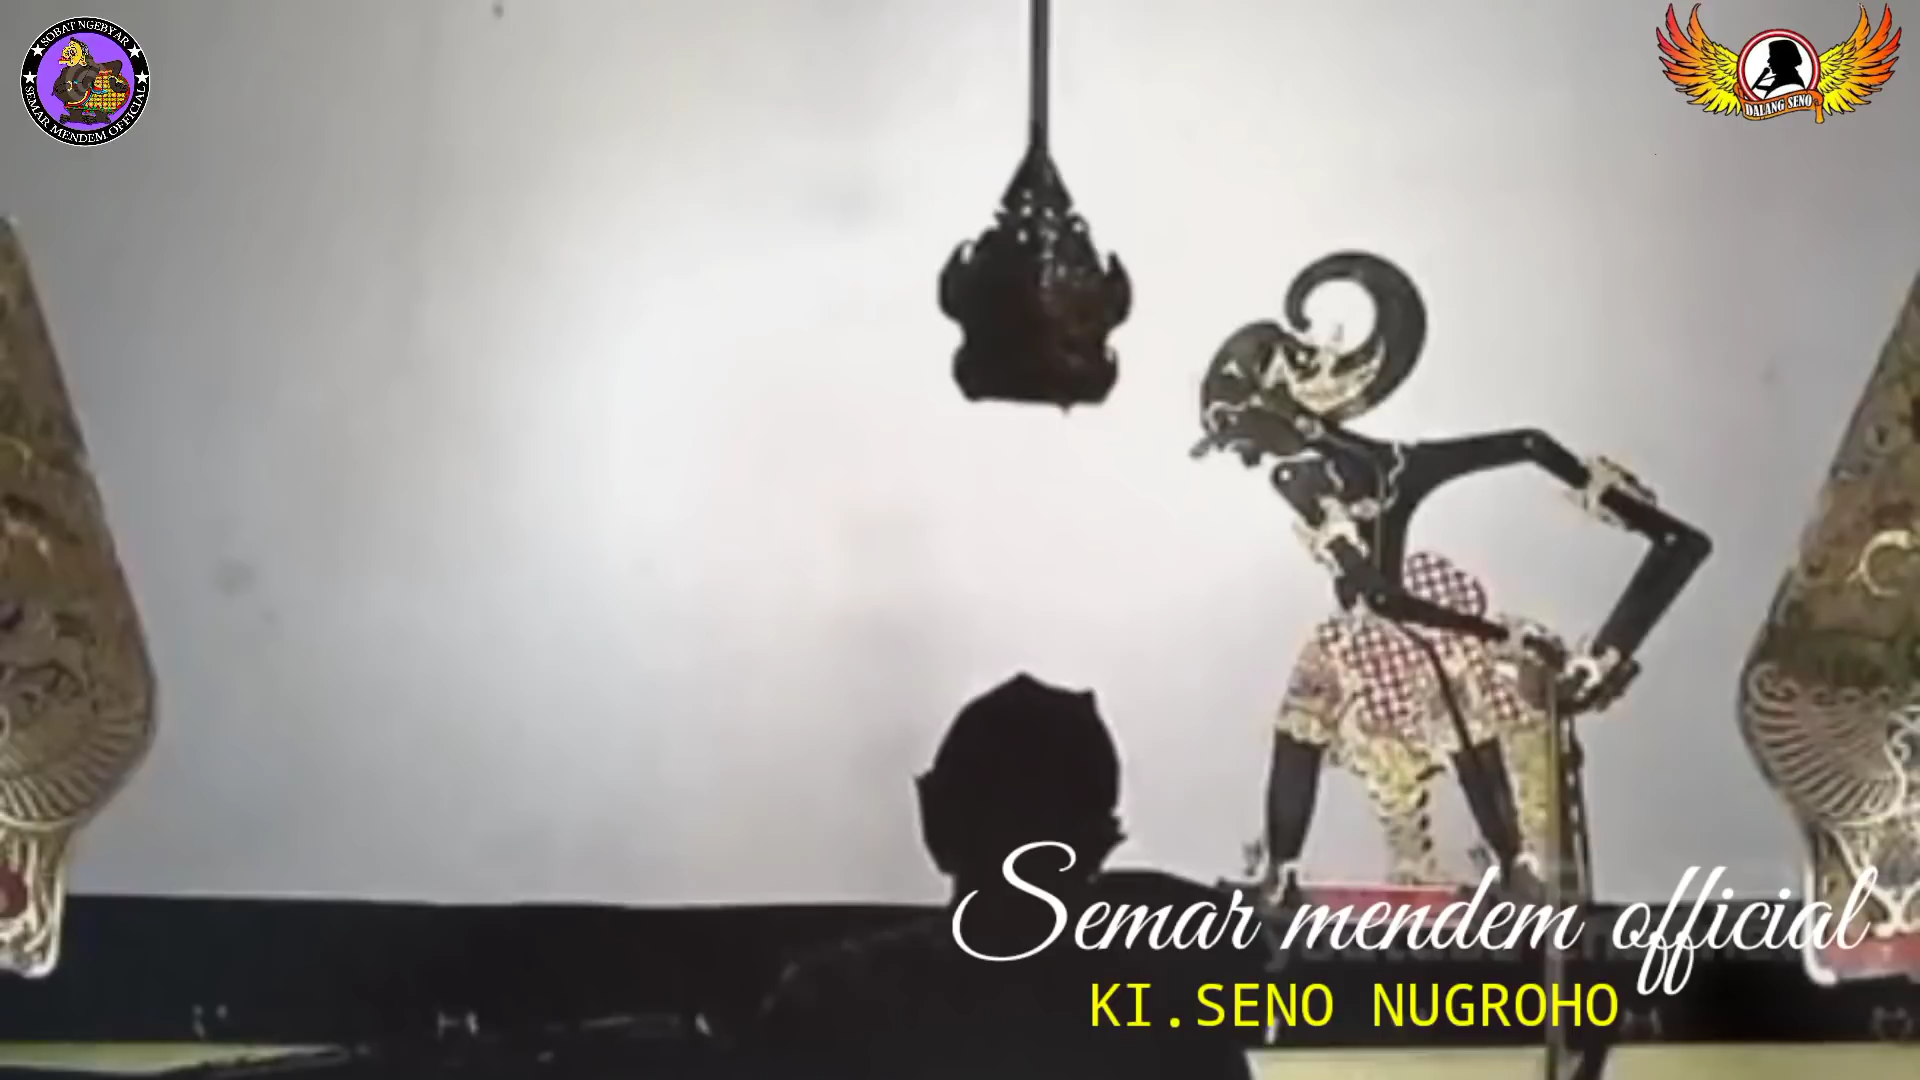 SOBAT NGEBYAR
SEMAR MENDEM OFFICIAL
DALANG SENO
Semar mendem official
KI.SENO NUGROHO